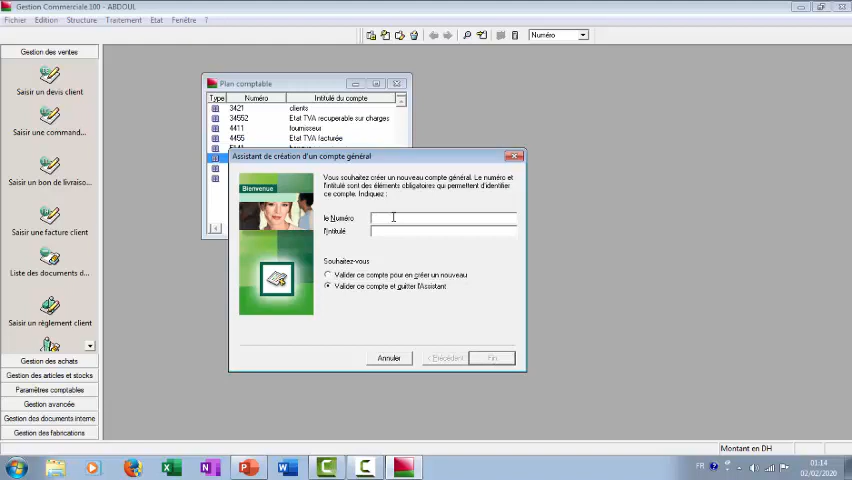 Gestion Commerciale 100 - ABDOUL
Fichier Edition Structure Traitement Etat Fenêtre ?
Numéro
Gestion des ventes
Saisir un devis client
Saisir une command...
Saisir un bon de livraiso...
Saisir une facture client
Liste des documents d...
Saisir un règlement client
Gestion des achats
Gestion des articles et stocks
Paramètres comptables
Gestion avancée
Gestion des documents interne
Gestion des fabrications
Plan comptable
Type Numéro Intitulé du compte
3421 clients
34552 Etat TVA recuperable sur charges
4411 fournisseur
4455 Etat TVA facturée
Assistant de création d'un compte général
Bienvenue
Vous souhaitez créer un nouveau compte général. Le numéro et
l'intitulé sont des éléments obligatoires qui permettent d'identifier
ce compte. Indiquez :
le Numéro
l'Intitulé
Souhaitez-vous
Valider ce compte pour en créer un nouveau
Valider ce compte et quitter l'Assistant
Annuler
< Précédent
Fin
Montant en DH
FR
01:14
02/02/2020